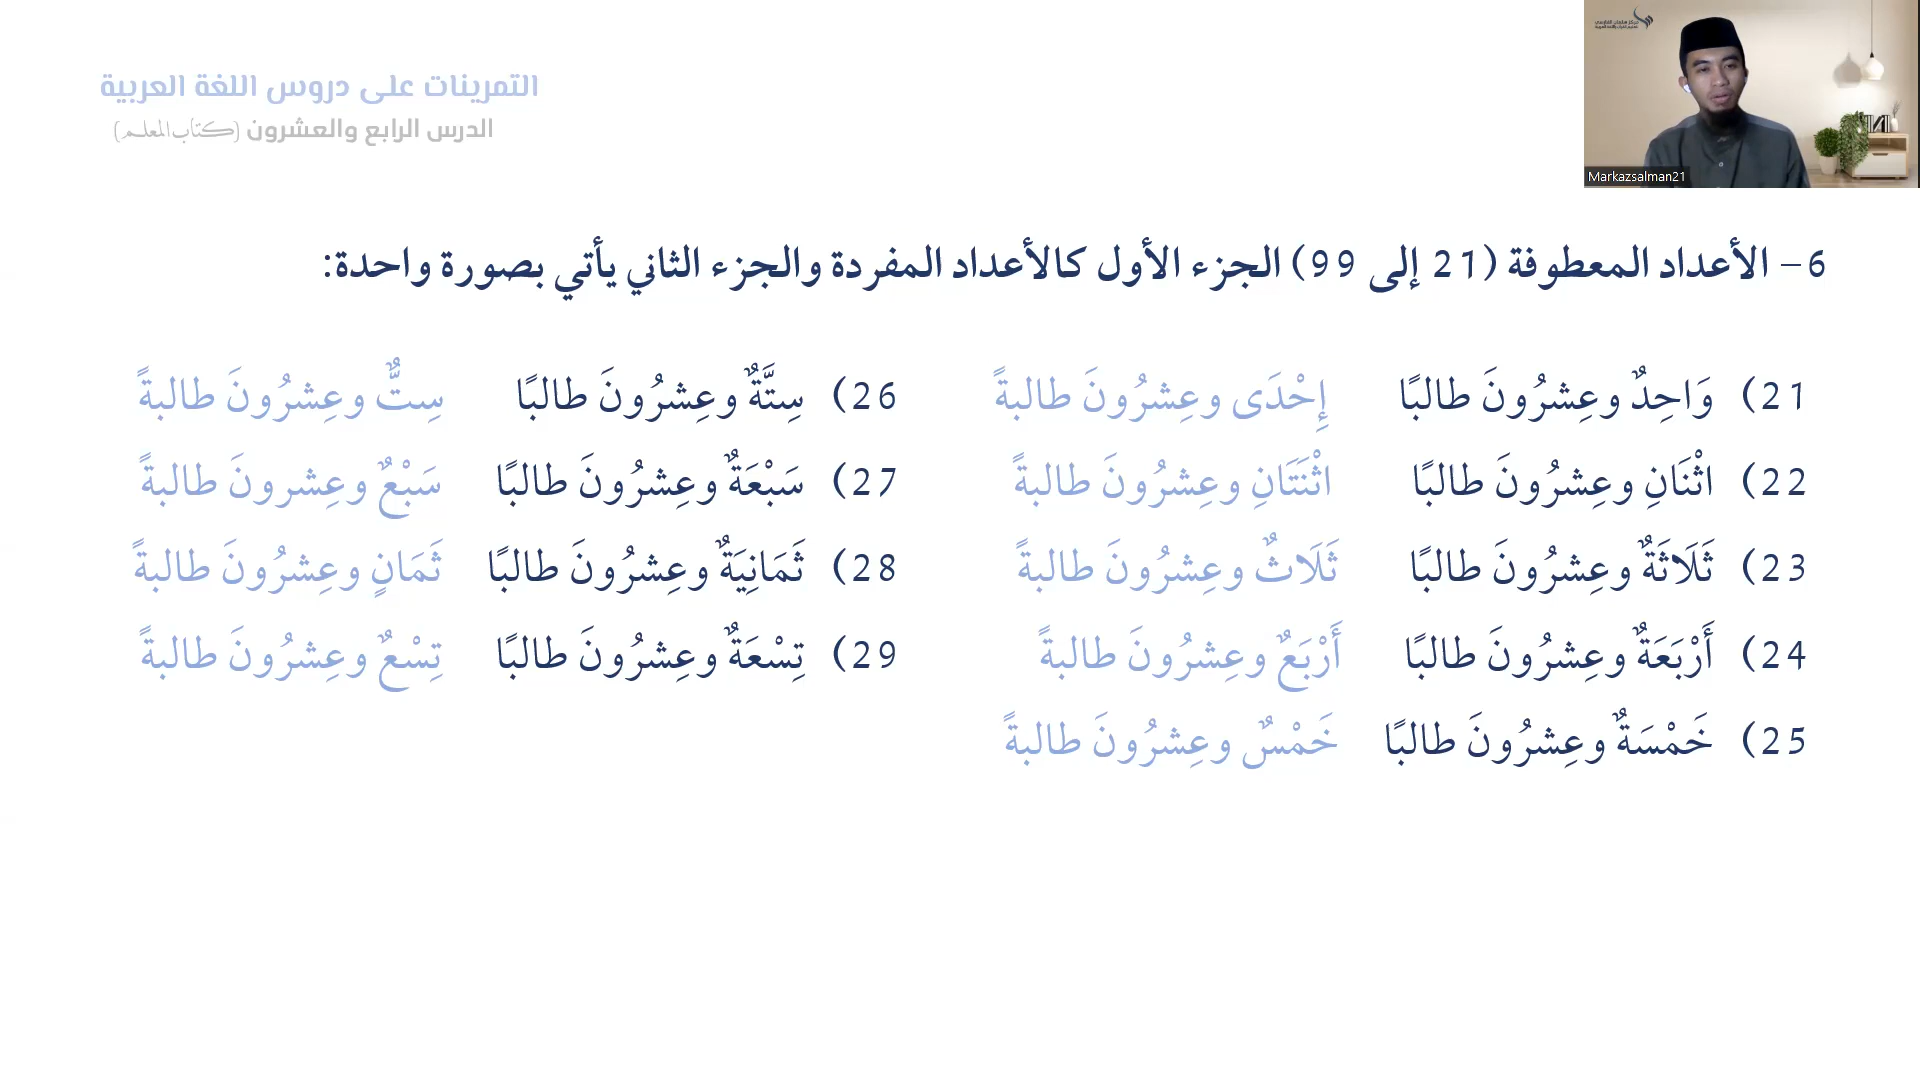 التمرينات على دروس اللغة العربية
الدرس الرابع والعشرون (كتاب المعلم)
Markazsalman21
6- الأعداد المعطوفة (21 إلى 99) الجزء الأول كالأعداد المفردة والجزء الثاني يأتي بصورة واحدة:
21) وَاحِدٌ وعِشرُونَ طالبًا إِحْدَى وعِشرُونَ طالبةً
22) اثْنَانِ وعِشرُونَ طالبًا اثْنَتَانِ وعِشرُونَ طالبةً
23) ثَلَاثَةٌ وعِشرُونَ طالبًا ثَلَاثٌ وعِشرُونَ طالبةً
24) أَرْبَعَةٌ وعِشرُونَ طالبًا أَرْبَعٌ وعِشرُونَ طالبةً
25) خَمْسَةٌ وعِشرُونَ طالبًا خَمْسٌ وعِشرُونَ طالبةً
26) سِتَّةٌ وعِشرُونَ طالبًا سِتٌّ وعِشرُونَ طالبةً
27) سَبْعَةٌ وعِشرُونَ طالبًا سَبْعٌ وعِشرونَ طالبةً
28) ثَمَانِيَةٌ وعِشرُونَ طالبًا ثَمَانٍ وعِشرُونَ طالبةً
29) تِسْعَةٌ وعِشرُونَ طالبًا تِسْعٌ وعِشرُونَ طالبةً